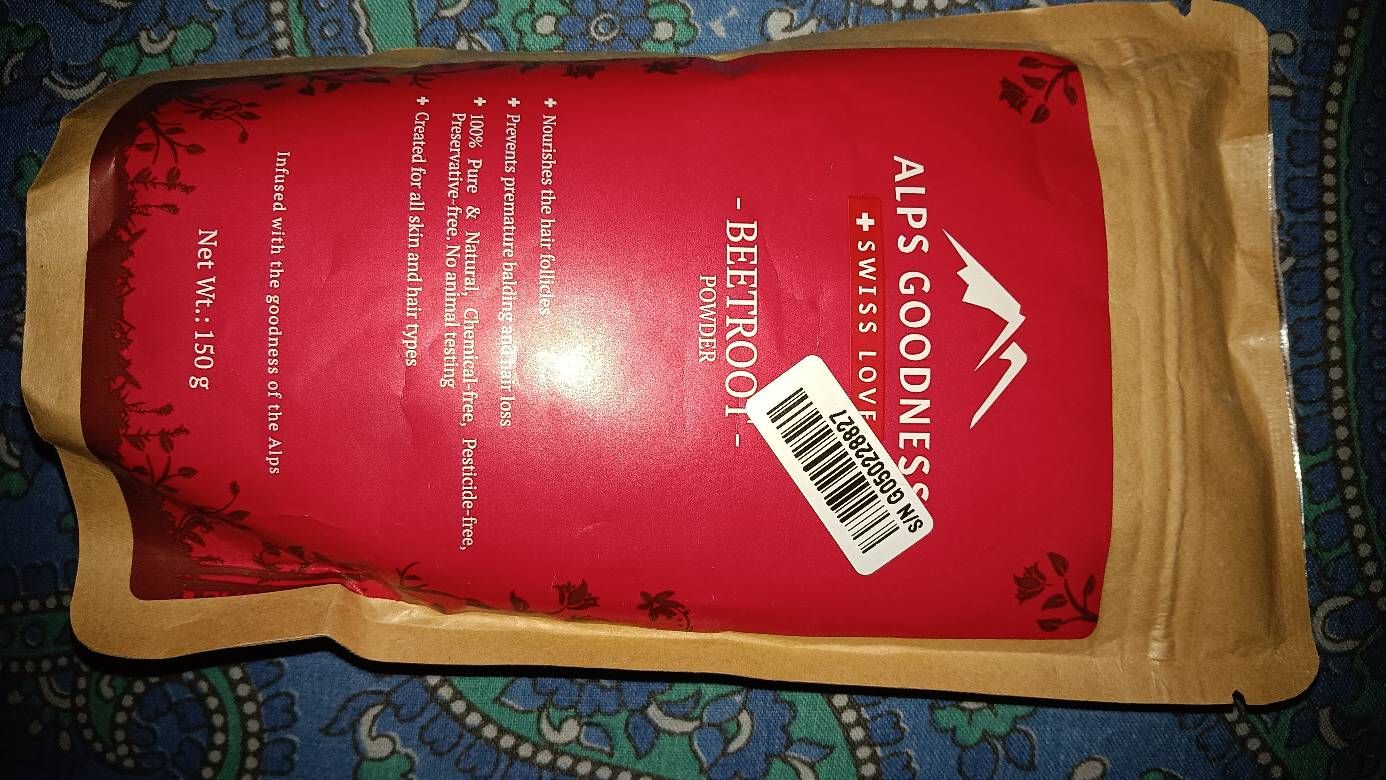 ALPS GOODNESS
SWISS LOVE
- BEETROOT -
POWDER
S/N G050228827
Nourishes the hair follicles
Prevents premature balding and hair loss
100% Pure & Natural, Chemical-free, Pesticide-free,
Preservative-free, No animal testing
Created for all skin and hair types
Infused with the goodness of the Alps
Net Wt.: 150 g